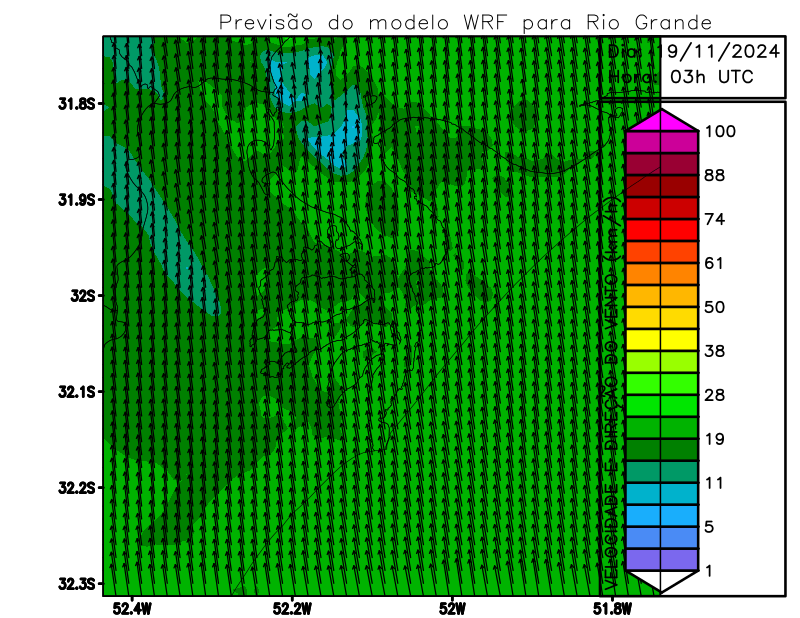 Previsão do modelo WRF para Rio Grande
Dia: 19/11/2024
Hora: 03h UTC
31.8S
31.9S
32S
32.1S
32.2S
32.3S
52.4W
52.2W
52W
51.8W
VELOCIDADE E DIREÇÃO DO VENTO (km/h)
100
88
74
61
50
38
28
19
11
5
1